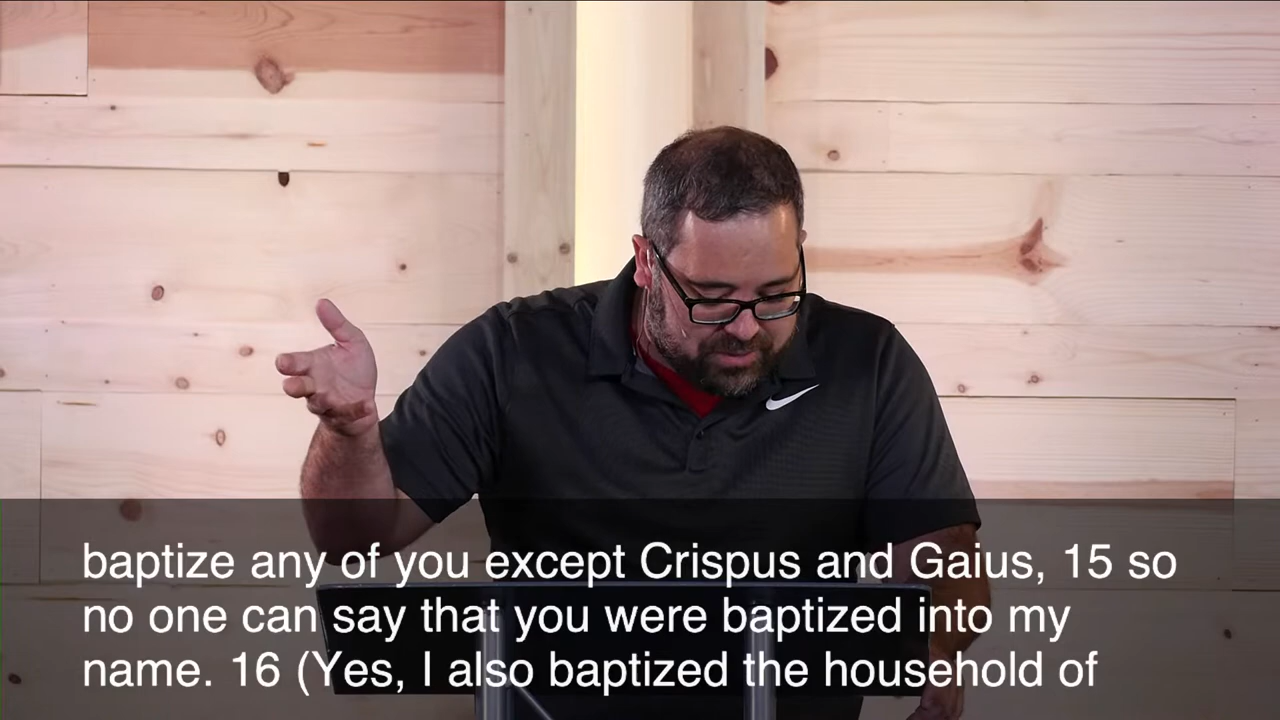 baptize any of you except Crispus and Gaius, 15 so
no one can say that you were baptized into my
name. 16 (Yes, I also baptized the household of